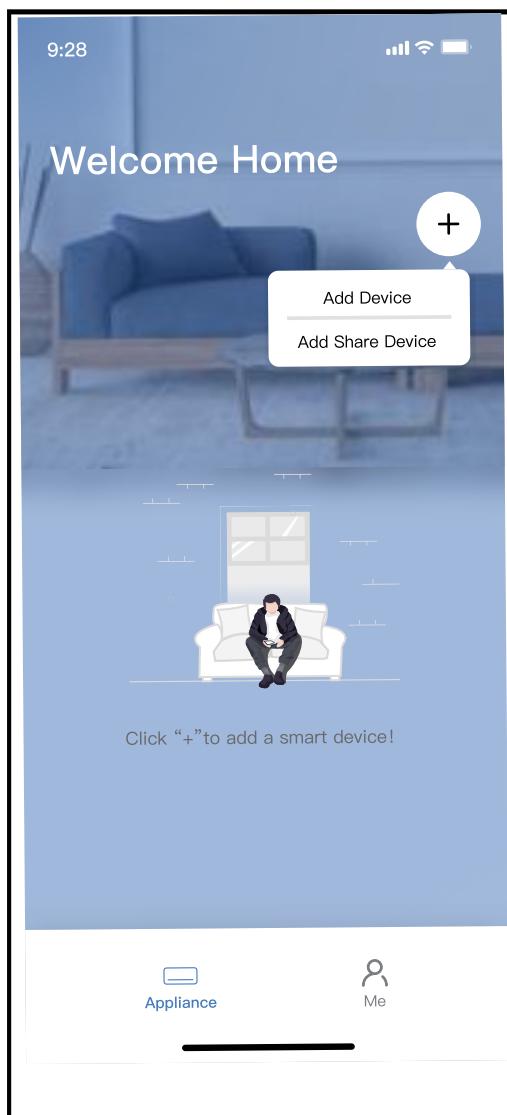 9:28
Welcome Home
+
Add Device
Add Share Device
Click “+”to add a smart device!
Appliance
Me